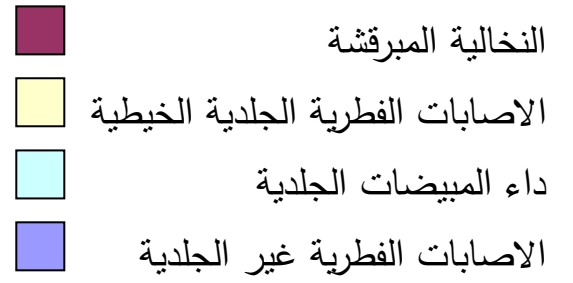 النخالية المبرقشة
الاصابات الفطرية الجلدية الخيطية
داء المبيضات الجلدية
الاصابات الفطرية غير الجلدية